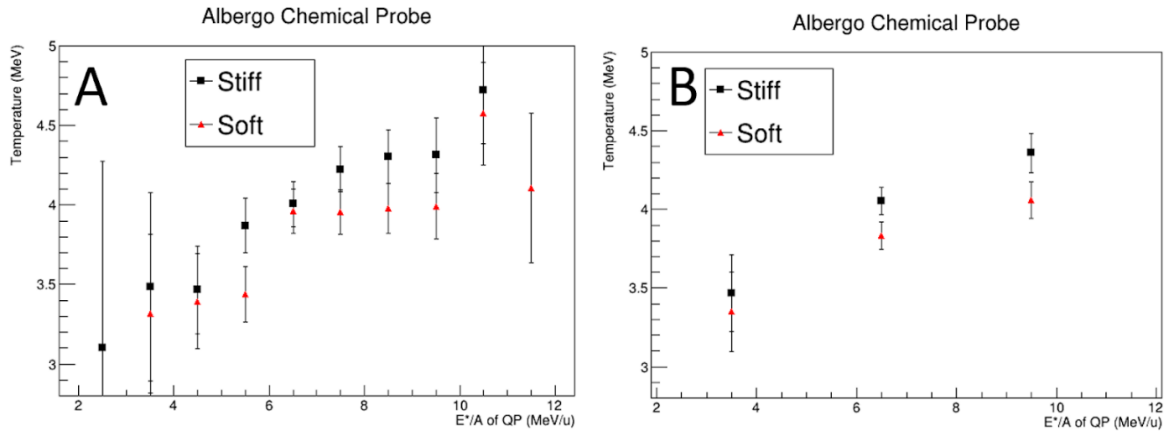 Albergo Chemical Probe
Temperature (MeV)
5
4.5
4
3.5
3
A
Stiff
Soft
2
4
6
8
10
12
E*/A of QP (MeV/u)
Albergo Chemical Probe
Temperature (MeV)
5
4.5
4
3.5
3
B
Stiff
Soft
2
4
6
8
10
12
E*/A of QP (MeV/u)